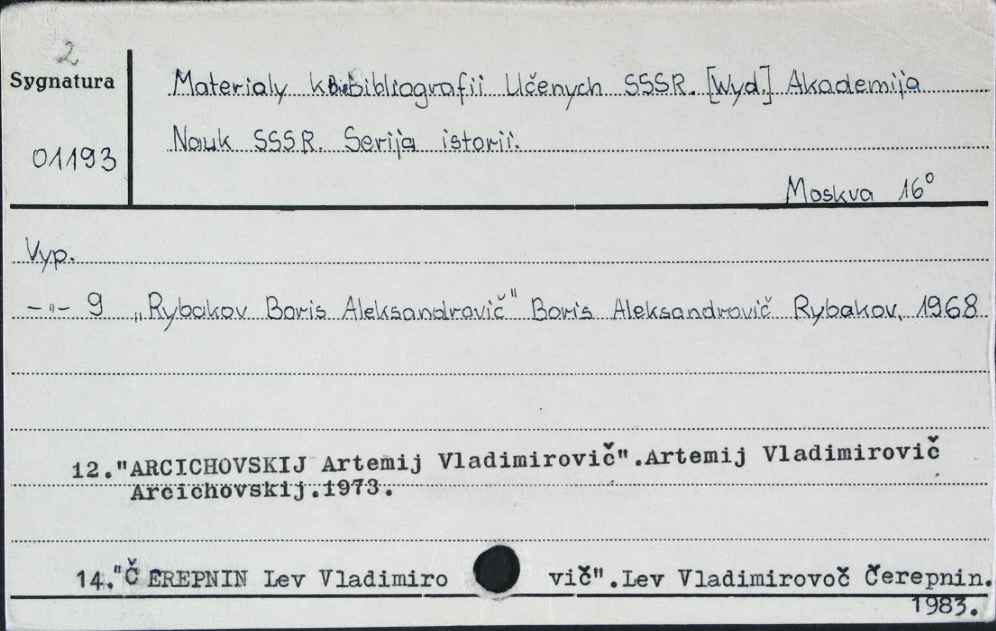 2
Sygnatura
01193
Materialy k bibibliografii Učenych SSSR. [Wyd.] Akademija
Nauk SSSR. Serija istorii.
Moskva 16°
Vyp.
-"- 9 „Rybakov Boris Aleksandrovič" Boris Aleksandrovič Rybakov, 1968
12."ARCICHOVSKIJ Artemij Vladimirovič".Artemij Vladimirovič
Arcichovskij.1973.
14."Č EREPNIN Lev Vladimiro vič".Lev Vladimirovoč Čerepnin.
1983.